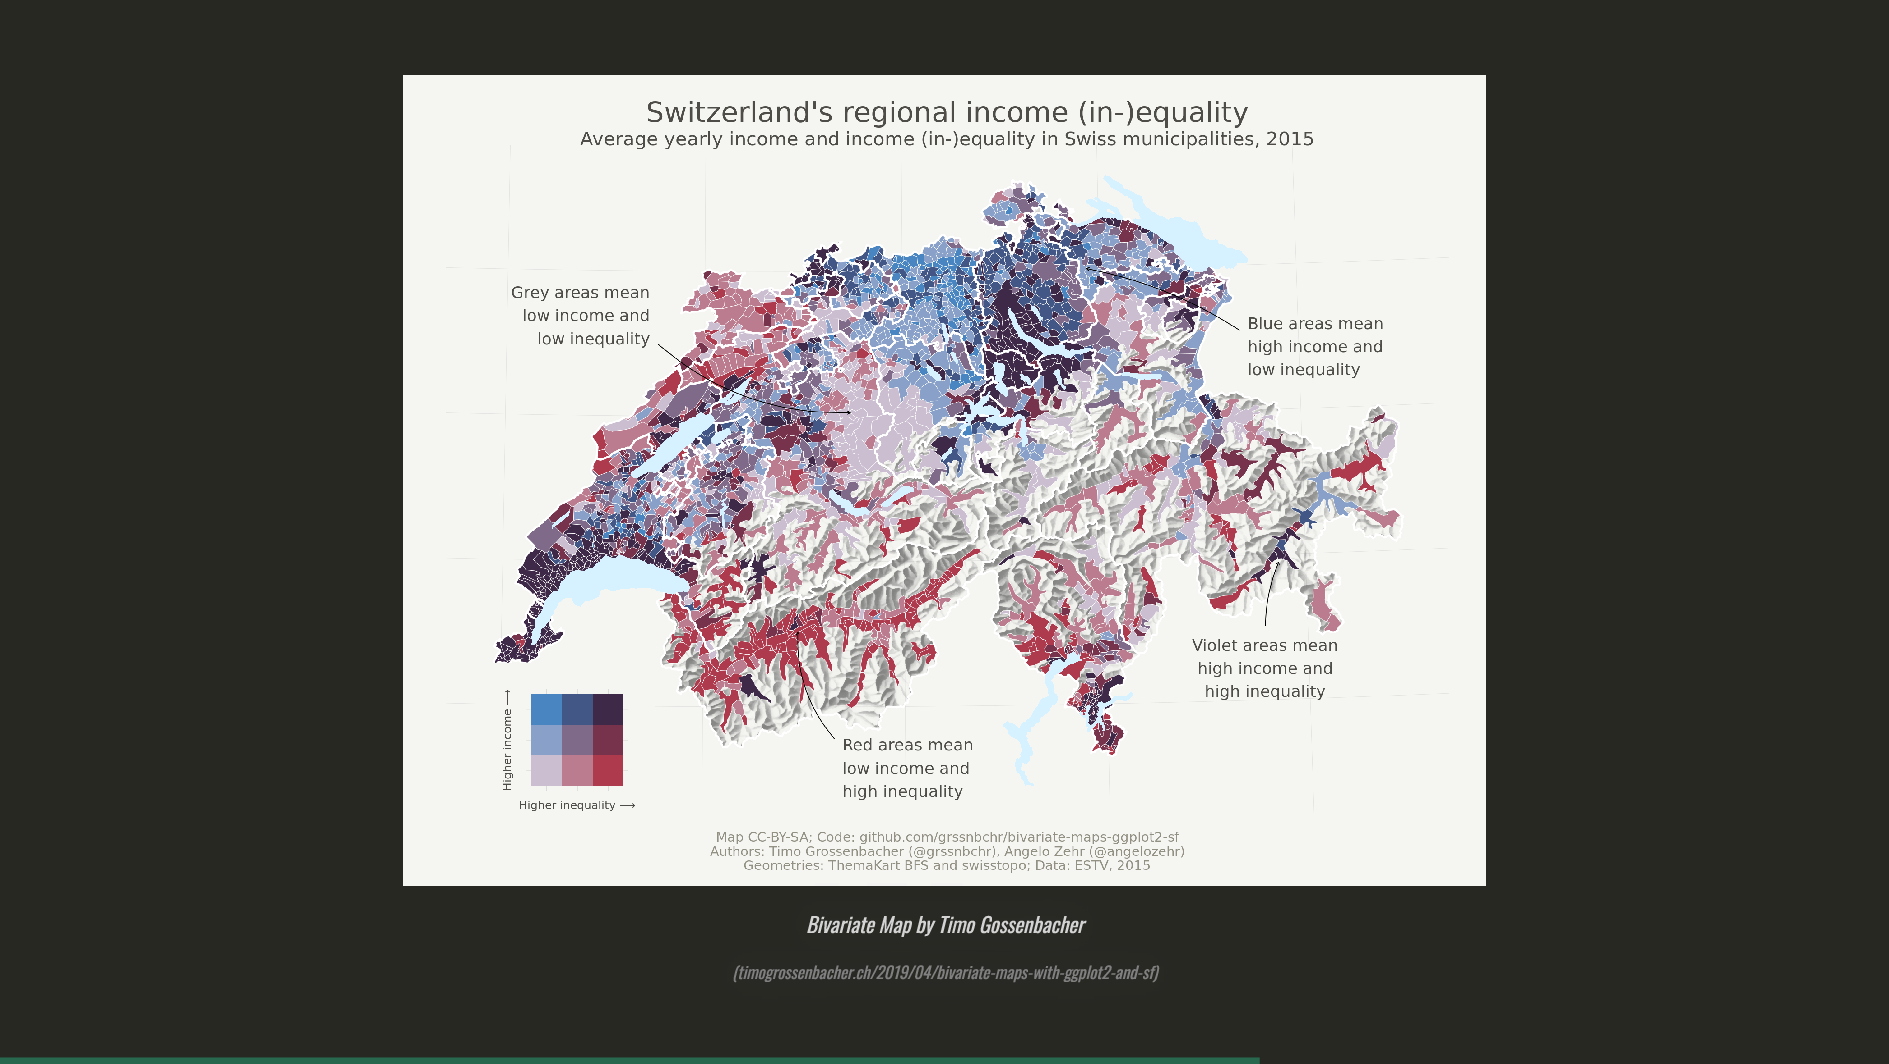 Switzerland's regional income (in-)equality
Average yearly income and income (in-)equality in Swiss municipalities, 2015
Grey areas mean
low income and
low inequality
Blue areas mean
high income and
low inequality
Violet areas mean
high income and
high inequality
Red areas mean
low income and
high inequality
Higher income ⟶
Higher inequality ⟶
Map CC-BY-SA; Code: github.com/grssnbchr/bivariate-maps-ggplot2-sf
Authors: Timo Grossenbacher (@grssnbchr), Angelo Zehr (@angelozehr)
Geometries: ThemaKart BFS and swisstopo; Data: ESTV, 2015
Bivariate Map by Timo Gossenbacher
(timogrossenbacher.ch/2019/04/bivariate-maps-with-ggplot2-and-sf)